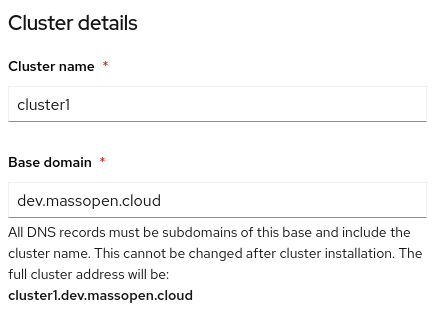 Cluster details
Cluster name *
cluster1
Base domain *
dev.massopen.cloud
All DNS records must be subdomains of this base and include the
cluster name. This cannot be changed after cluster installation. The
full cluster address will be:
cluster1.dev.massopen.cloud